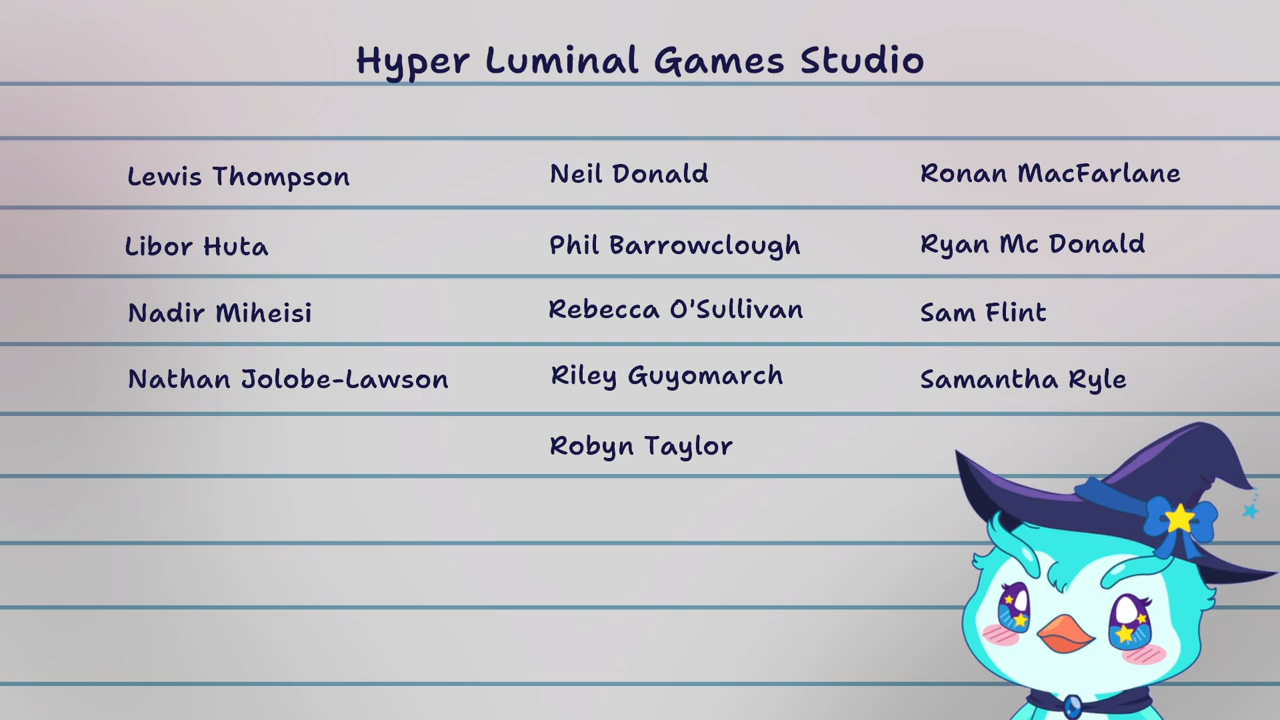 Hyper Luminal Games Studio
Lewis Thompson
Libor Huta
Nadir Miheisi
Nathan Jolobe-Lawson
Neil Donald
Phil Barrowclough
Rebecca O'Sullivan
Riley Guyomarch
Robyn Taylor
Ronan MacFarlane
Ryan Mc Donald
Sam Flint
Samantha Ryle